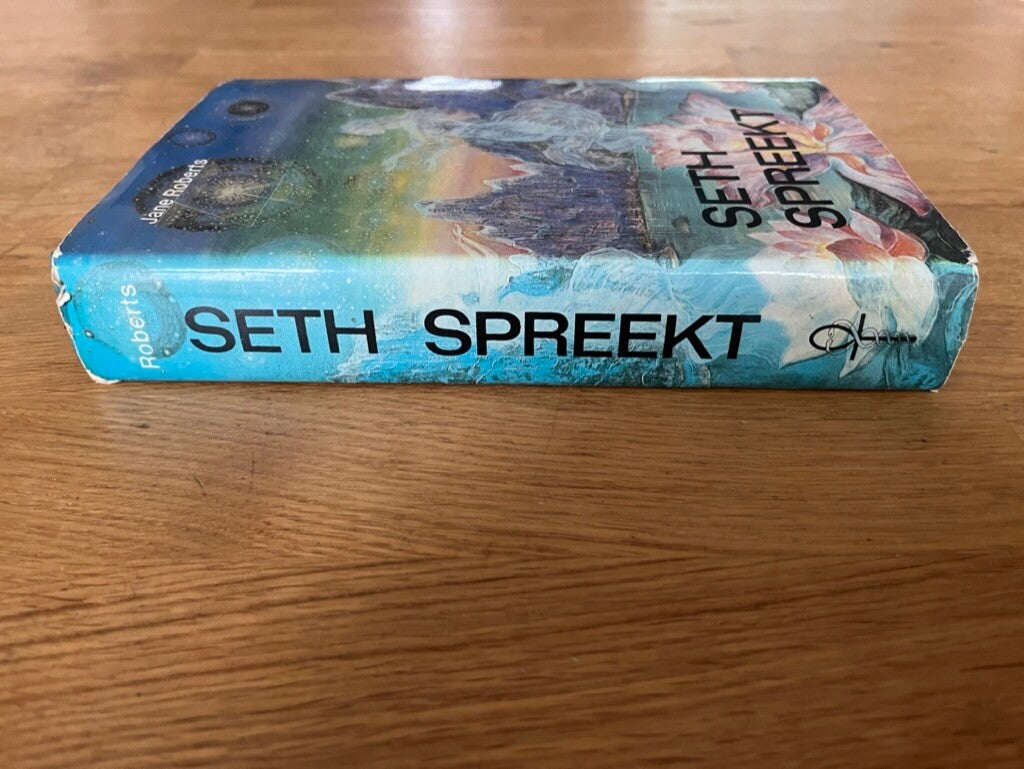 Jane Roberts
SETH
SPREEKT
Roberts
SETH SPREEKT